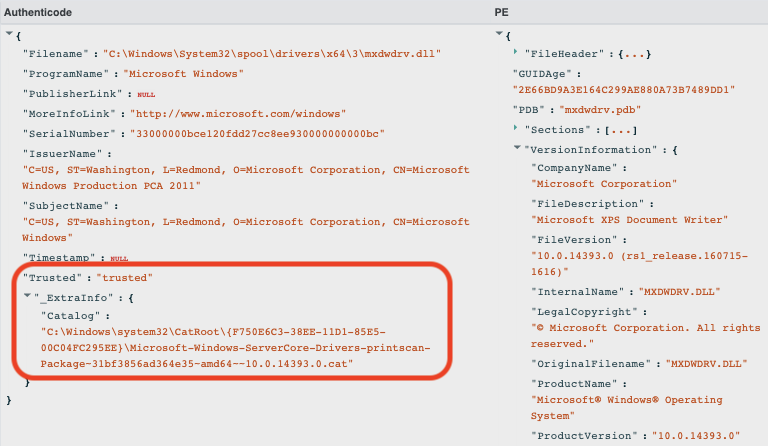 Authenticode
{
"Filename" : "C:\Windows\System32\spool\drivers\x64\3\mxdwdrv.dll"
"ProgramName" : "Microsoft Windows"
"PublisherLink" : NULL
"MoreInfoLink" : "http://www.microsoft.com/windows"
"SerialNumber" : "33000000bce120fdd27cc8ee930000000000bc"
"IssuerName" :
"C=US, ST=Washington, L=Redmond, O=Microsoft Corporation, CN=Microsoft
Windows Production PCA 2011"
"SubjectName" :
"C=US, ST=Washington, L=Redmond, O=Microsoft Corporation, CN=Microsoft
Windows"
"Timestamp" : NULL
"Trusted" : "trusted"
"_ExtraInfo" : {
"Catalog" :
"C:\Windows\system32\CatRoot\{F750E6C3-38EE-11D1-85E5-
00C04FC295EE}\Microsoft-Windows-ServerCore-Drivers-printscan-
Package~31bf3856ad364e35~amd64~~10.0.14393.0.cat"
}
}
PE
{
"FileHeader" : {...}
"GUIDAge" :
"2E66BD9A3E164C299AE880A73B7489DD1"
"PDB" : "mxdwdrv.pdb"
"Sections" : [...]
"VersionInformation" : {
"CompanyName" :
"Microsoft Corporation"
"FileDescription" :
"Microsoft XPS Document Writer"
"FileVersion" :
"10.0.14393.0 (rs1_release.160715-
1616)"
"InternalName" : "MXDWDRV.DLL"
"LegalCopyright" :
"© Microsoft Corporation. All rights
reserved."
"OriginalFilename" : "MXDWDRV.DLL"
"ProductName" :
"Microsoft® Windows® Operating
System"
"ProductVersion" : "10.0.14393.0"